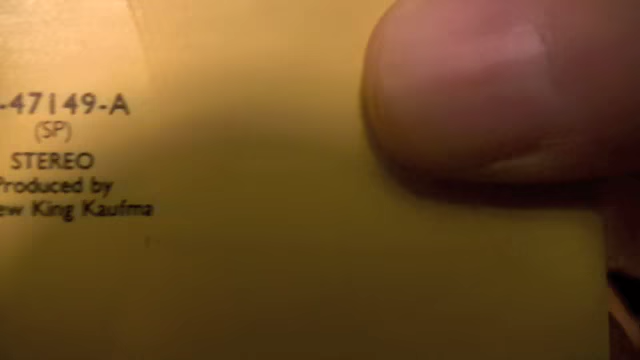 -47149-A
(SP)
STEREO
Produced by
ew King Kaufma